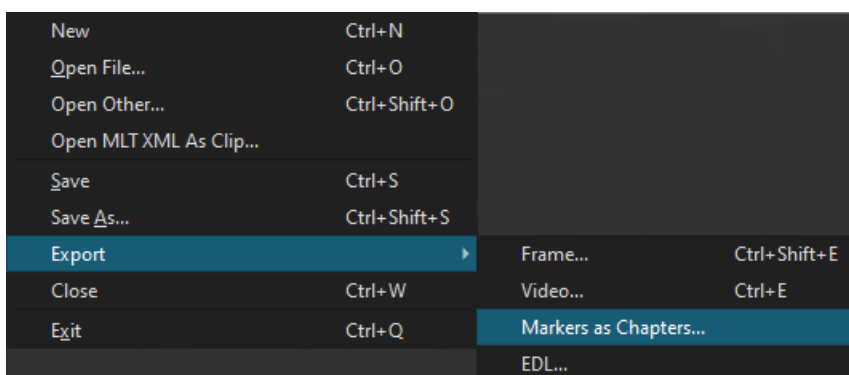 New Ctrl+N
Open File... Ctrl+O
Open Other... Ctrl+Shift+O
Open MLT XML As Clip...
Save Ctrl+S
Save As... Ctrl+Shift+S
Export
Close Ctrl+W
Exit Ctrl+Q
Frame... Ctrl+Shift+E
Video... Ctrl+E
Markers as Chapters...
EDL...